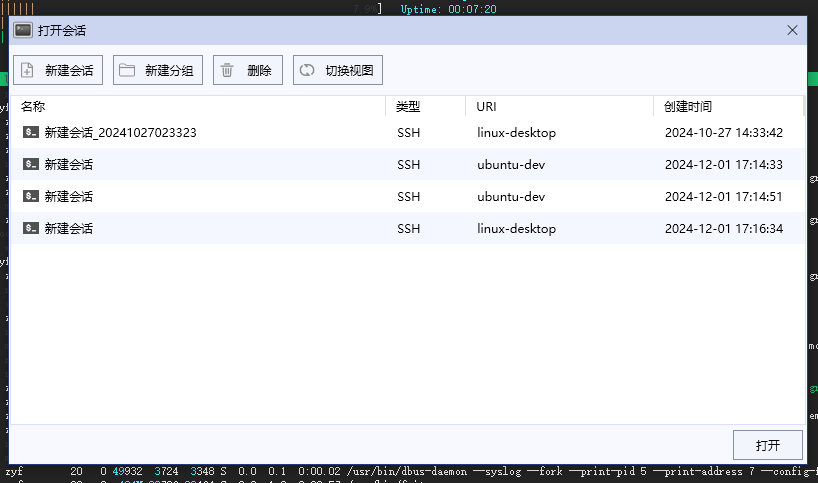 7.9%] Uptime: 00:07:20
打开会话
新建会话 新建分组 删除 切换视图
名称 类型 URI 创建时间
新建会话_20241027023323 SSH linux-desktop 2024-10-27 14:33:42
新建会话 SSH ubuntu-dev 2024-12-01 17:14:33
新建会话 SSH ubuntu-dev 2024-12-01 17:14:51
新建会话 SSH linux-desktop 2024-12-01 17:16:34
打开
zyf 20 0 49932 3724 3348 S 0.0 0.1 0:00.02 /usr/bin/dbus-daemon --syslog --fork --print-pid 5 --print-address 7 --config-f